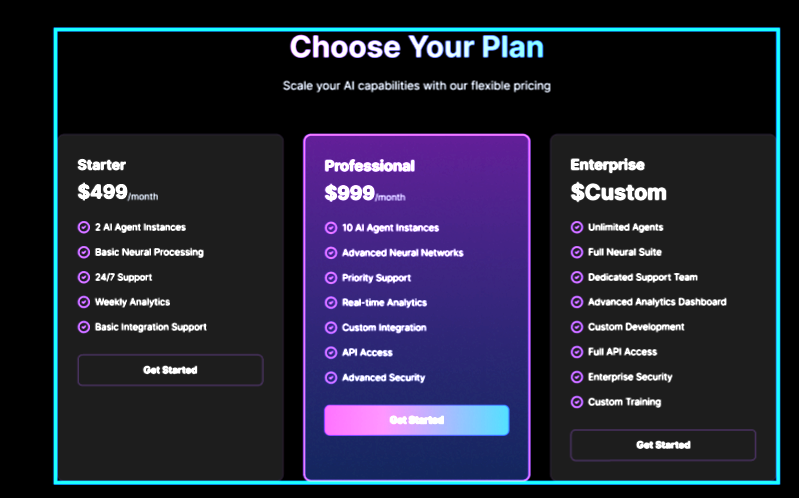 Choose Your Plan
Scale your AI capabilities with our flexible pricing
Starter
$499/month
2 AI Agent Instances
Basic Neural Processing
24/7 Support
Weekly Analytics
Basic Integration Support
Get Started
Professional
$999/month
10 AI Agent Instances
Advanced Neural Networks
Priority Support
Real-time Analytics
Custom Integration
API Access
Advanced Security
Get Started
Enterprise
$Custom
Unlimited Agents
Full Neural Suite
Dedicated Support Team
Advanced Analytics Dashboard
Custom Development
Full API Access
Enterprise Security
Custom Training
Get Started